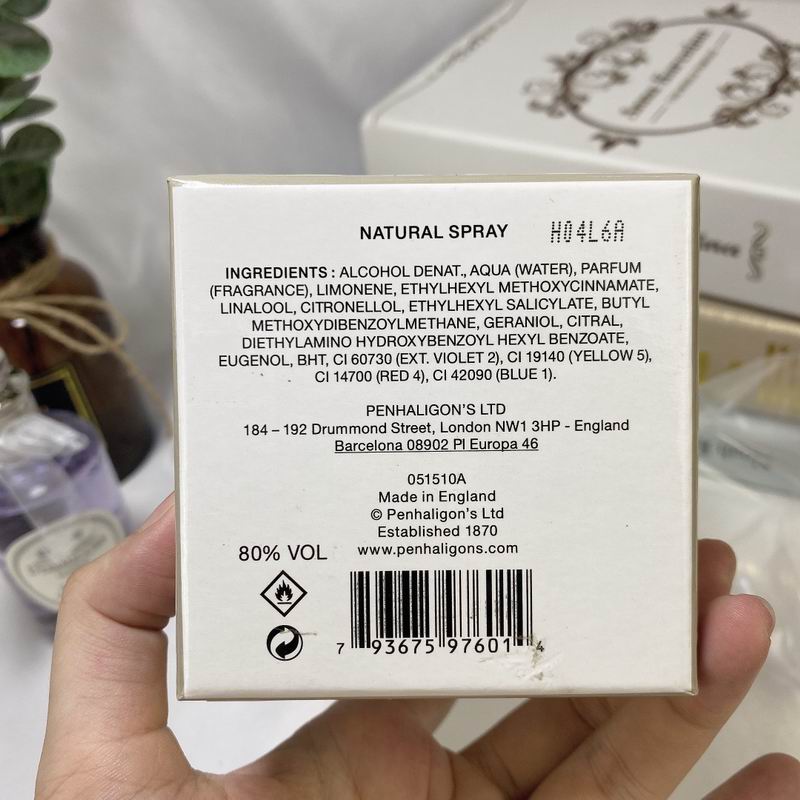 NATURAL SPRAY H04L6A
INGREDIENTS : ALCOHOL DENAT., AQUA (WATER), PARFUM
(FRAGRANCE), LIMONENE, ETHYLHEXYL METHOXYCINNAMATE,
LINALOOL, CITRONELLOL, ETHYLHEXYL SALICYLATE, BUTYL
METHOXYDIBENZOYLMETHANE, GERANIOL, CITRAL,
DIETHYLAMINO HYDROXYBENZOYL HEXYL BENZOATE,
EUGENOL, BHT, CI 60730 (EXT. VIOLET 2), CI 19140 (YELLOW 5),
CI 14700 (RED 4), CI 42090 (BLUE 1).
PENHALIGON'S LTD
184 – 192 Drummond Street, London NW1 3HP - England
Barcelona 08902 Pl Europa 46
051510A
Made in England
© Penhaligon's Ltd
Established 1870
80% VOL www.penhaligons.com
7 93675 97601 4